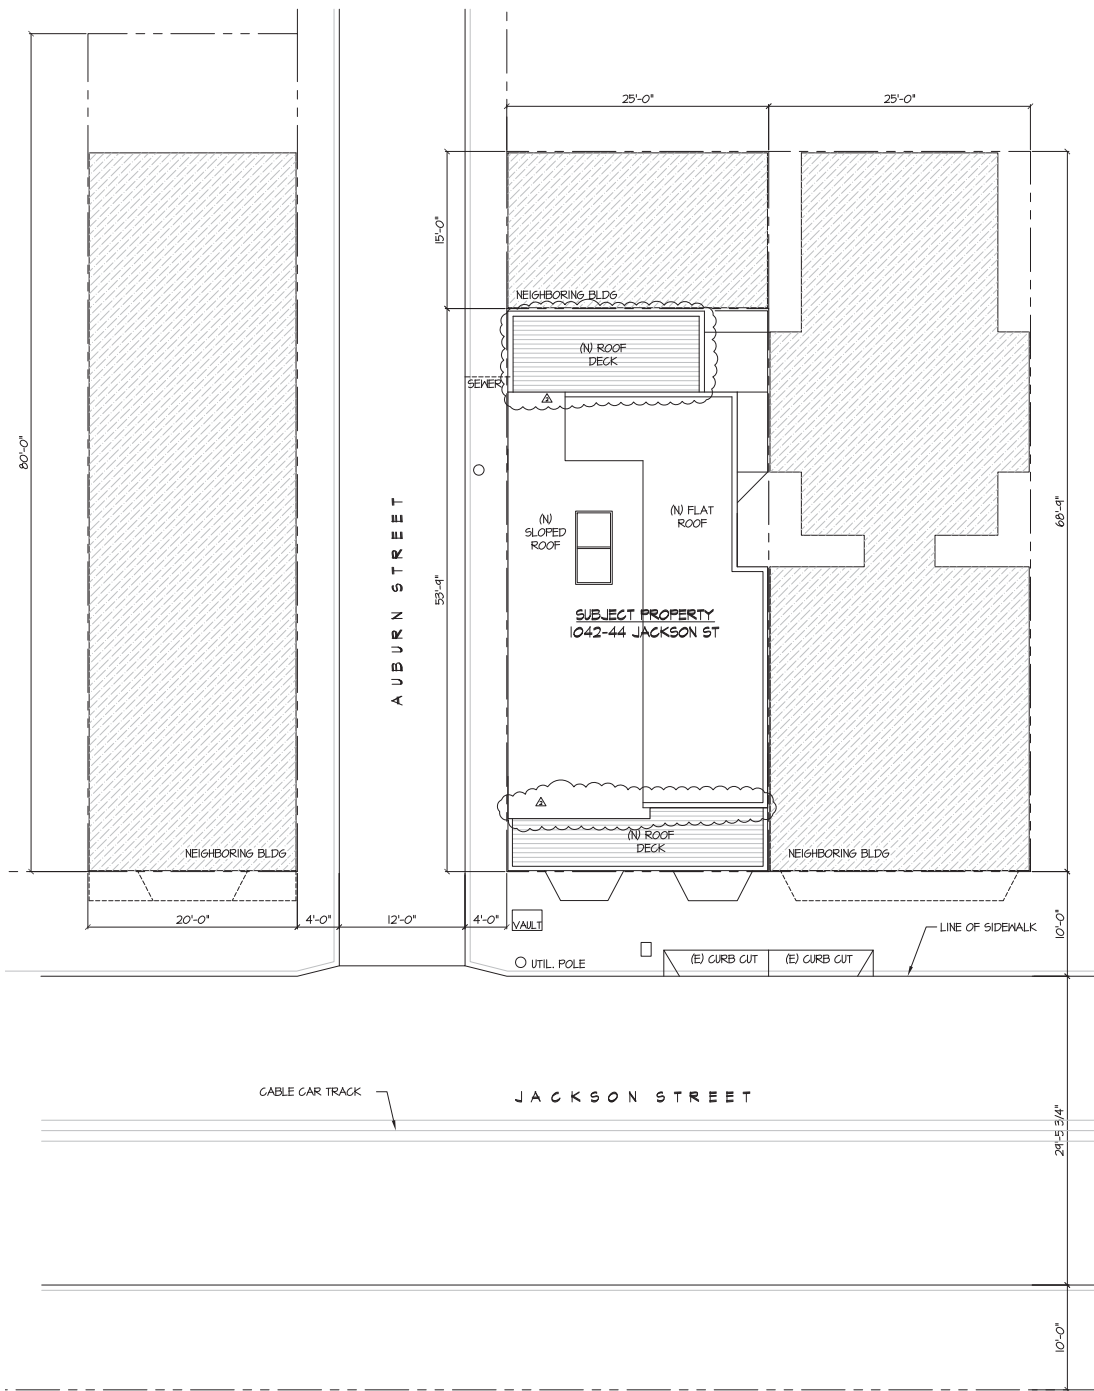 25'-0"
25'-0"
15'-0"
NEIGHBORING BLDG
(N) ROOF
DECK
SEWER
2
80'-0"
AUBURN STREET
53'-9"
68'-9"
(N)
SLOPED
ROOF
(N) FLAT
ROOF
SUBJECT PROPERTY
1042-44 JACKSON ST
2
(N) ROOF
DECK
NEIGHBORING BLDG
NEIGHBORING BLDG
20'-0"
4'-0"
12'-0"
4'-0"
VAULT
10'-0"
LINE OF SIDEWALK
UTIL. POLE
(E) CURB CUT
(E) CURB CUT
CABLE CAR TRACK
JACKSON STREET
29'-5 3/4"
10'-0"